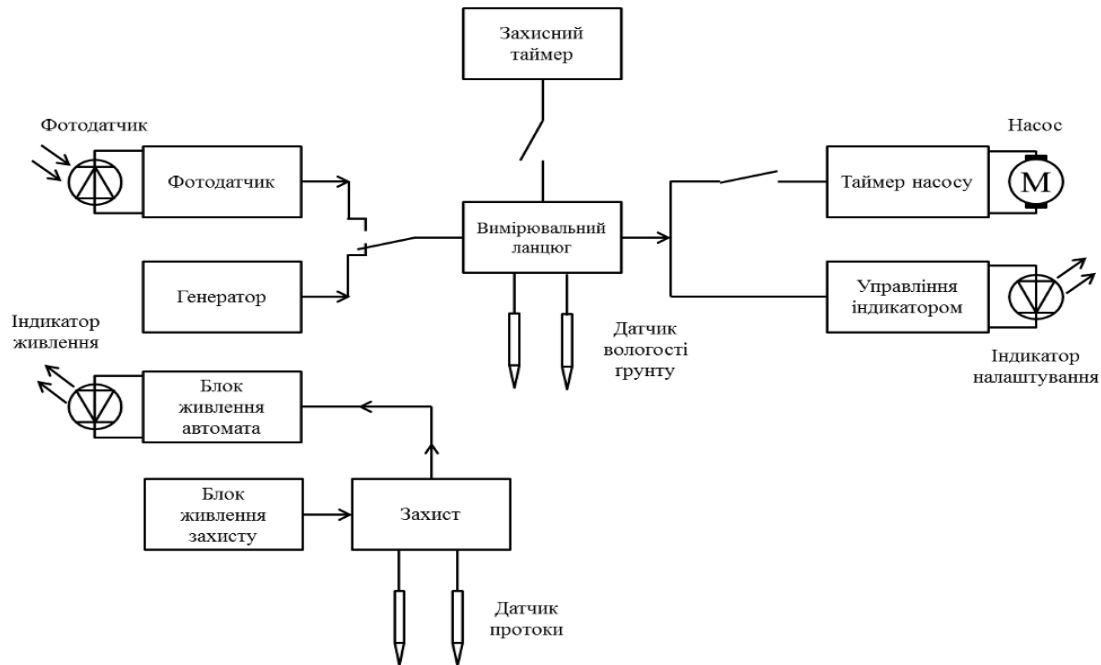 Захисний
таймер
Фотодатчик
Насос
Фотодатчик
Таймер насосу
М
Вимірювальний
ланцюг
Генератор
Управління
індикатором
Індикатор
живлення
Датчик
вологості
ґрунту
Індикатор
налаштування
Блок
живлення
автомата
Блок
живлення
захисту
Захист
Датчик
протоки